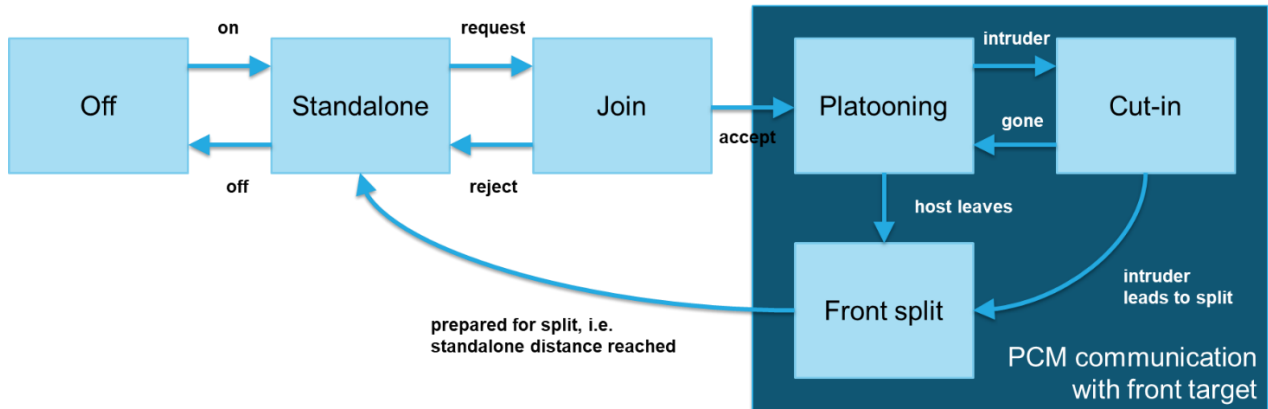 on
request
intruder
Off
Standalone
Join
Platooning
Cut-in
accept
gone
off
reject
host leaves
Front split
intruder
leads to split
prepared for split, i.e.
standalone distance reached
PCM communication
with front target